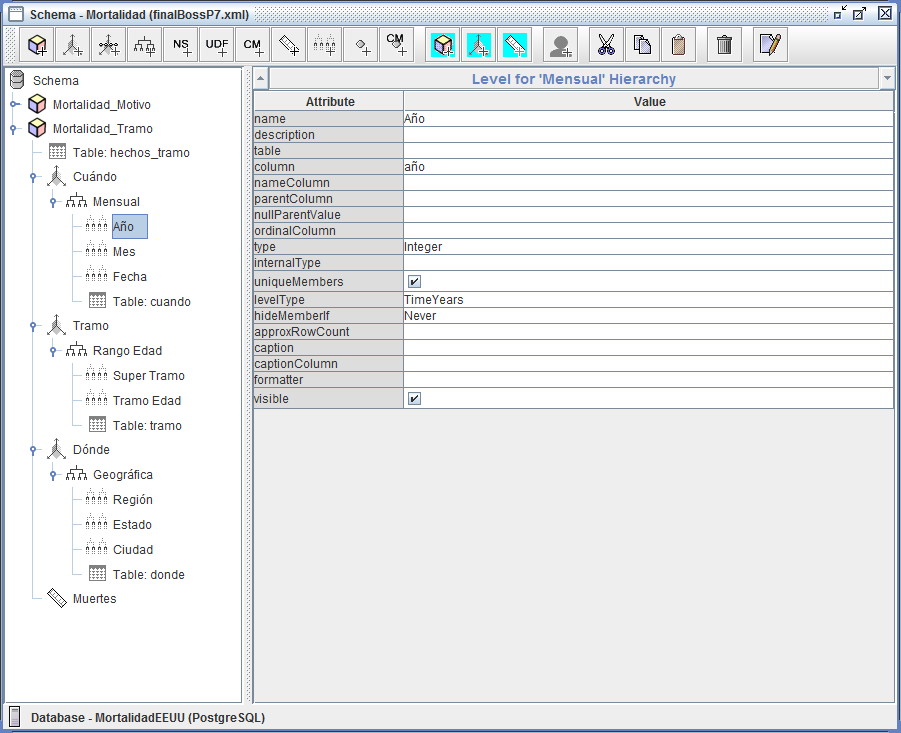 Schema - Mortalidad (finalBossP7.xml)
NS UDF CM CM
Schema
Mortalidad_Motivo
Mortalidad_Tramo
Table: hechos_tramo
Cuándo
Mensual
Año
Mes
Fecha
Table: cuando
Tramo
Rango Edad
Super Tramo
Tramo Edad
Table: tramo
Dónde
Geográfica
Región
Estado
Ciudad
Table: donde
Muertes
Level for 'Mensual' Hierarchy
Attribute Value
name Año
description
table
column año
nameColumn
parentColumn
nullParentValue
ordinalColumn
type Integer
internalType
uniqueMembers
levelType TimeYears
hideMemberIf Never
approxRowCount
caption
captionColumn
formatter
visible
Database - MortalidadEEUU (PostgreSQL)